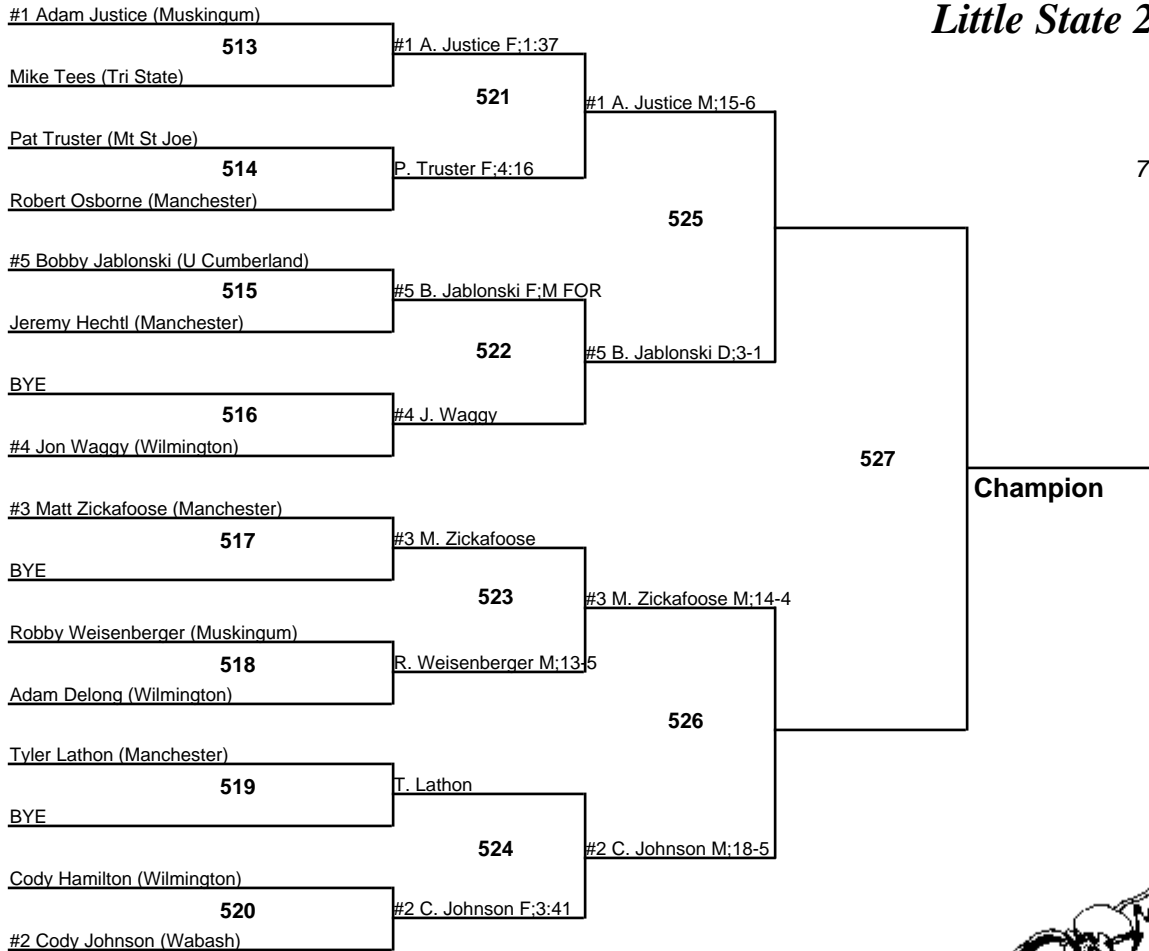 Little State 2
#1 Adam Justice (Muskingum)
513
Mike Tees (Tri State)
#1 A. Justice F;1:37
521
#1 A. Justice M;15-6
Pat Truster (Mt St Joe)
514
Robert Osborne (Manchester)
P. Truster F;4:16
7
525
#5 Bobby Jablonski (U Cumberland)
515
Jeremy Hechtl (Manchester)
#5 B. Jablonski F;M FOR
522
#5 B. Jablonski D;3-1
BYE
516
#4 Jon Waggy (Wilmington)
#4 J. Waggy
527
Champion
#3 Matt Zickafoose (Manchester)
517
BYE
#3 M. Zickafoose
523
#3 M. Zickafoose M;14-4
Robby Weisenberger (Muskingum)
518
Adam Delong (Wilmington)
R. Weisenberger M;13-5
526
Tyler Lathon (Manchester)
519
BYE
T. Lathon
524
#2 C. Johnson M;18-5
Cody Hamilton (Wilmington)
520
#2 Cody Johnson (Wabash)
#2 C. Johnson F;3:41